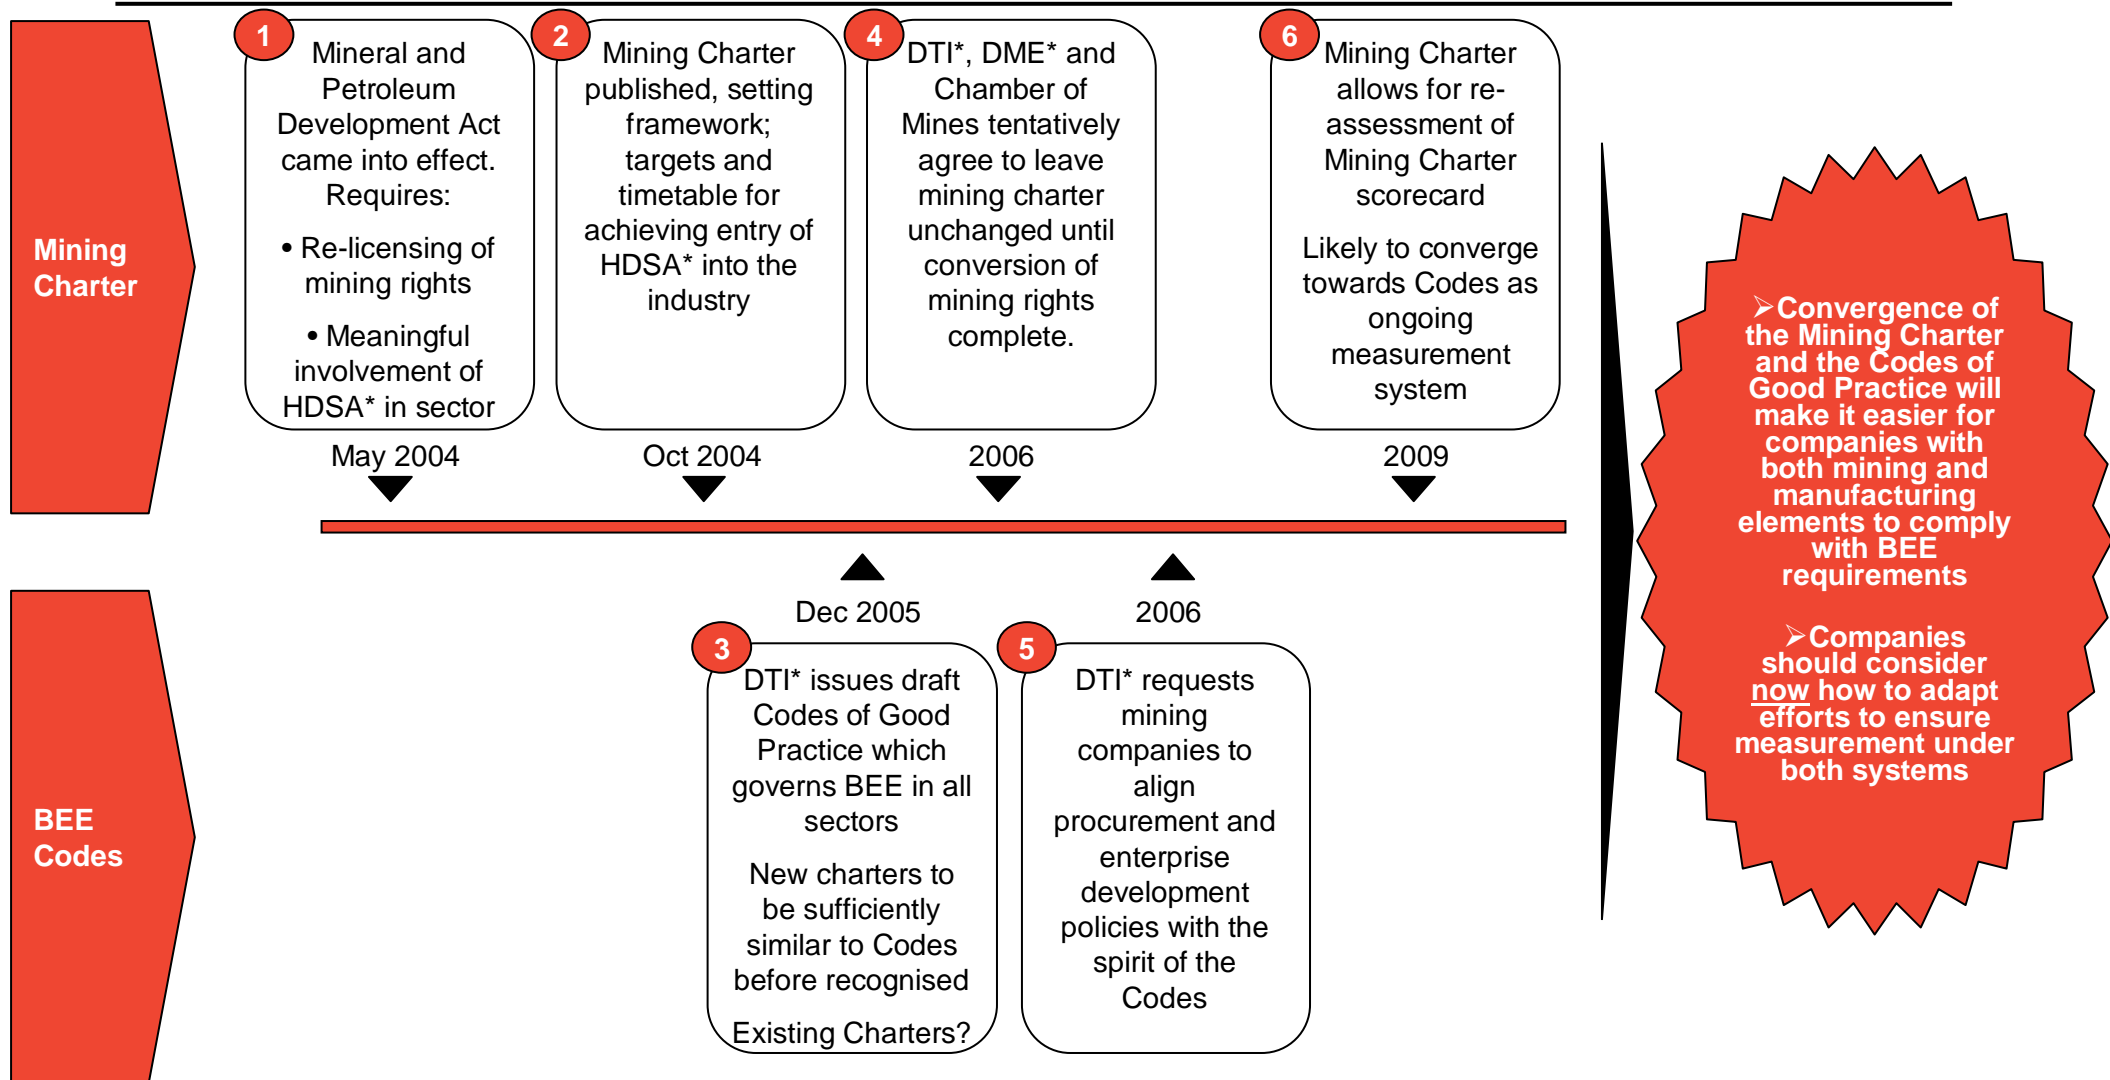 Mining
Charter
1
Mineral and
Petroleum
Development Act
came into effect.
Requires:
• Re-licensing of
mining rights
• Meaningful
involvement of
HDSA* in sector
May 2004
2
Mining Charter
published, setting
framework;
targets and
timetable for
achieving entry of
HDSA* into the
industry
Oct 2004
4
DTI*, DME* and
Chamber of
Mines tentatively
agree to leave
mining charter
unchanged until
conversion of
mining rights
complete.
2006
6
Mining Charter
allows for re-
assessment of
Mining Charter
scorecard
Likely to converge
towards Codes as
ongoing
measurement
system
2009
BEE
Codes
Dec 2005
3
DTI* issues draft
Codes of Good
Practice which
governs BEE in all
sectors
New charters to
be sufficiently
similar to Codes
before recognised
Existing Charters?
2006
5
DTI* requests
mining
companies to
align
procurement and
enterprise
development
policies with the
spirit of the
Codes
➢Convergence of
the Mining Charter
and the Codes of
Good Practice will
make it easier for
companies with
both mining and
manufacturing
elements to comply
with BEE
requirements
➢Companies
should consider
now how to adapt
efforts to ensure
measurement under
both systems